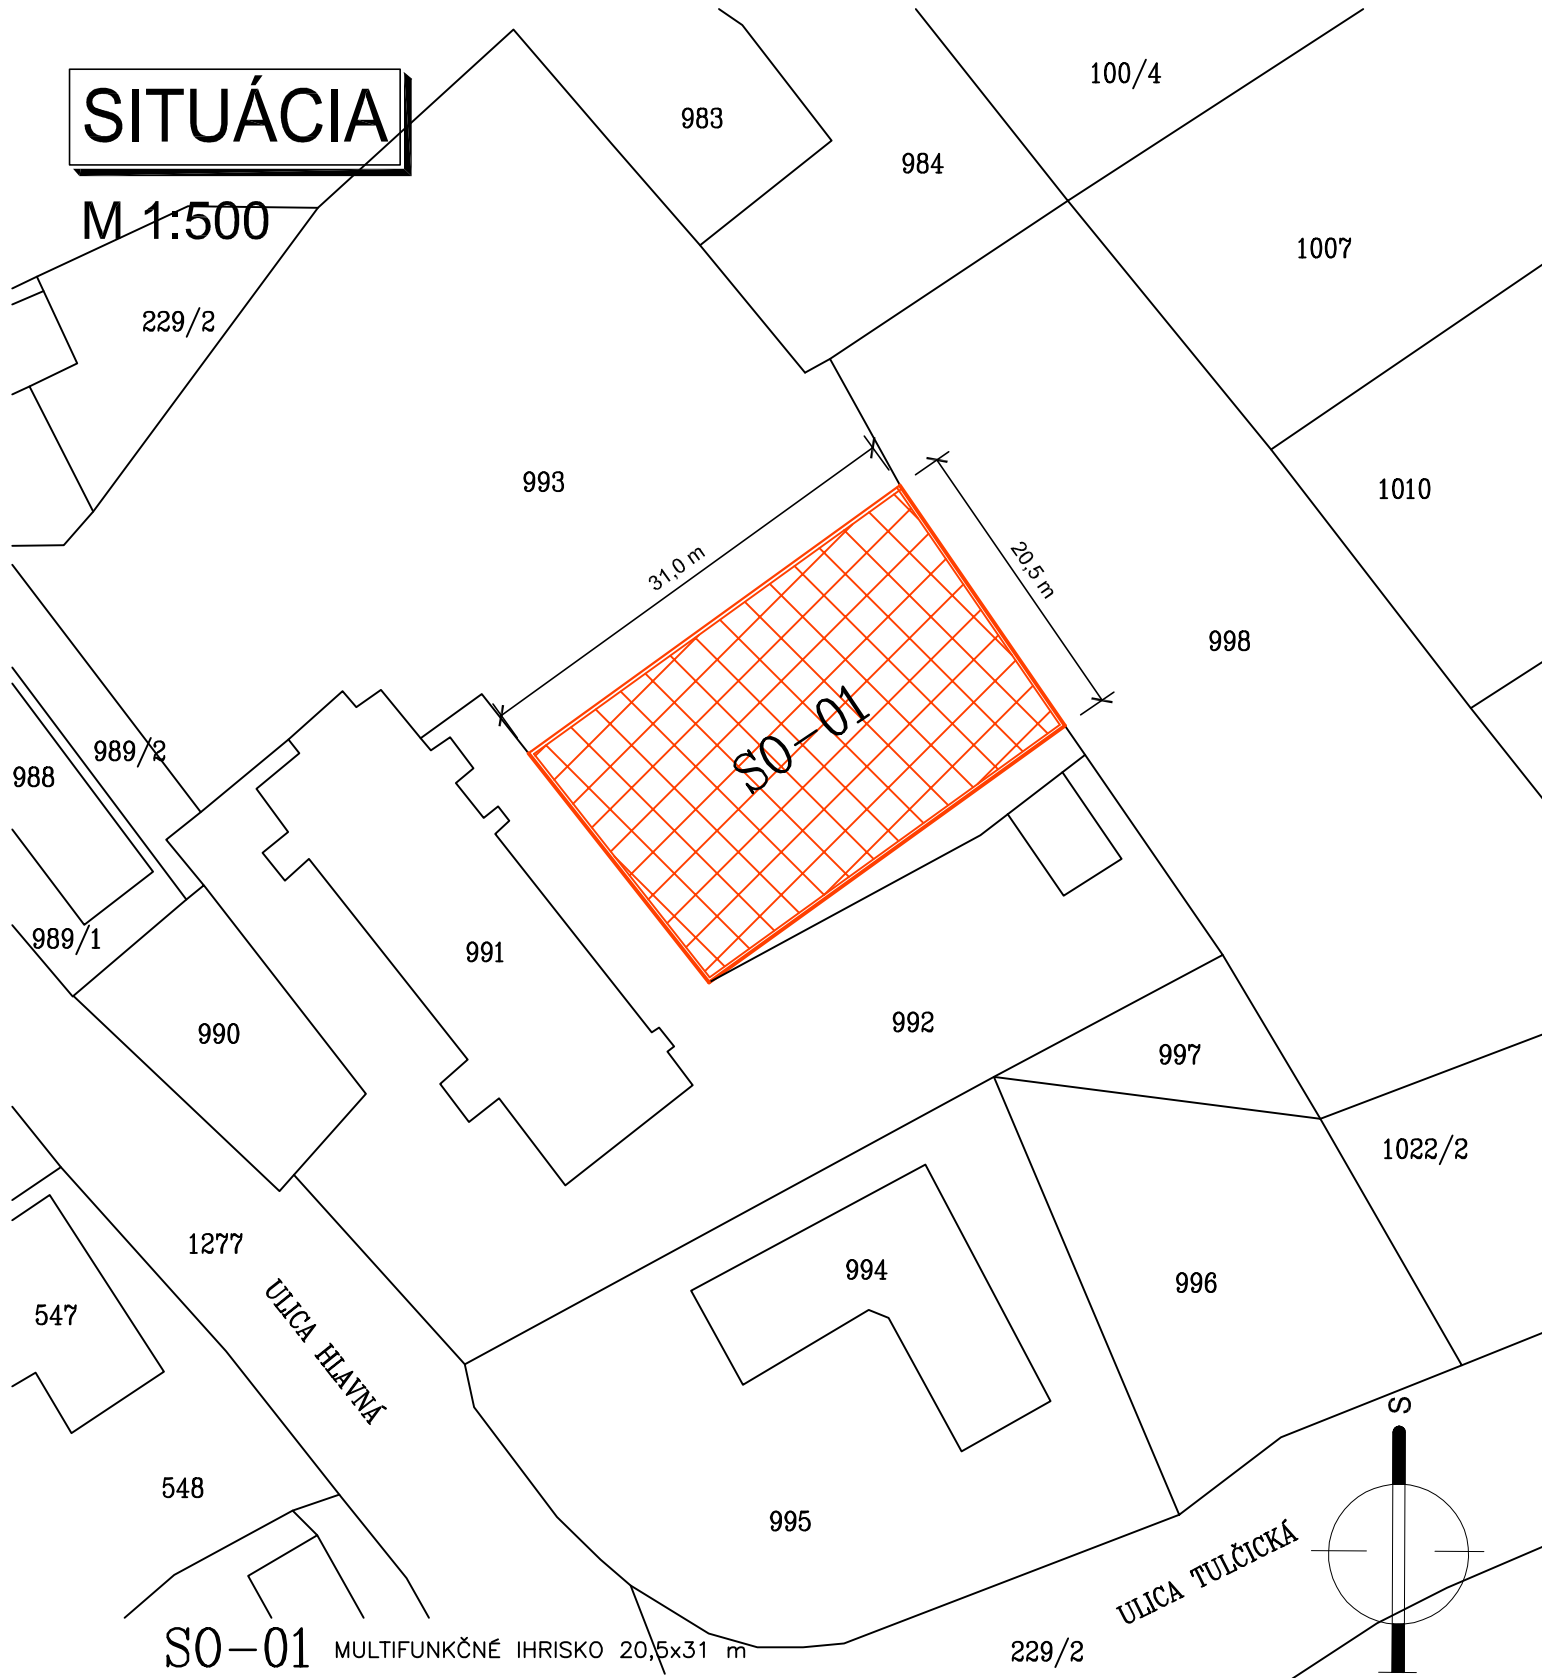 SITUÁCIA
M 1:500
100/4
983
984
1007
229/2
993
1010
31,0 m
20,5 m
998
SO-01
989/2
988
989/1
991
990
992
997
1022/2
1277
994
996
547
ULICA HLAVNÁ
S
548
995
ULICA TULČICKÁ
229/2
SO-01 MULTIFUNKČNÉ IHRISKO 20,5x31 m